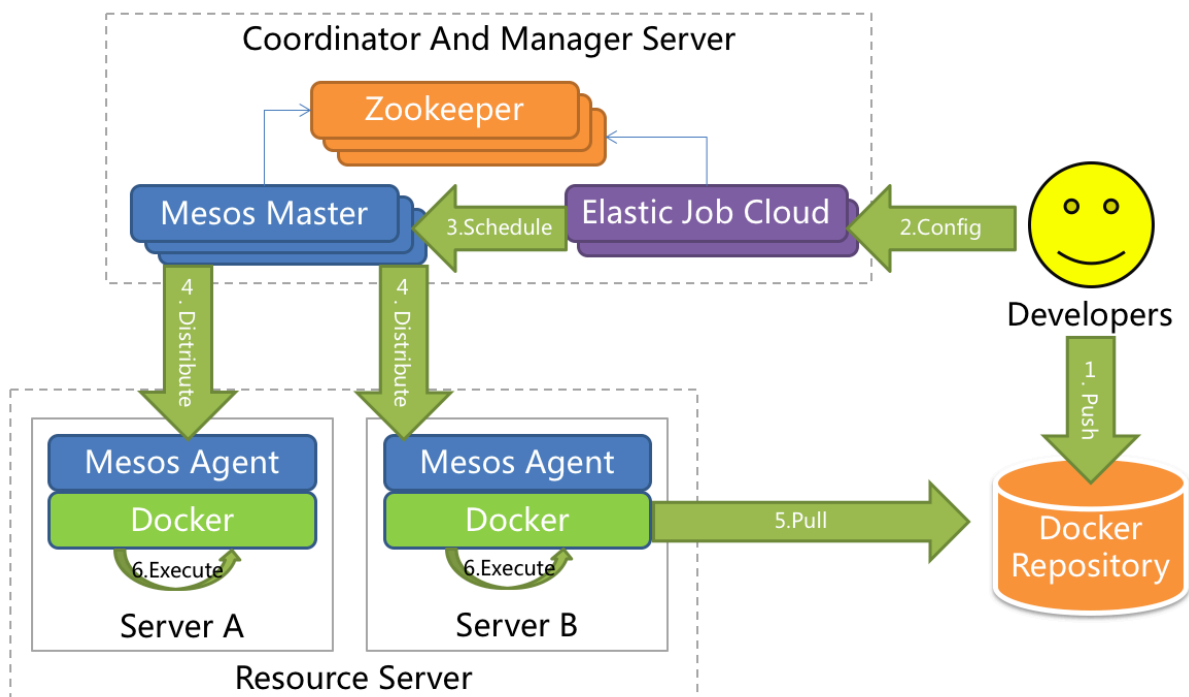 Coordinator And Manager Server
Zookeeper
Mesos Master
3.Schedule
Elastic Job Cloud
2.Config
Developers
4
. Distribute
4
. Distribute
1
. Push
Mesos Agent
Mesos Agent
Docker
Docker
5.Pull
Docker
Repository
6.Execute
6.Execute
Server A
Server B
Resource Server